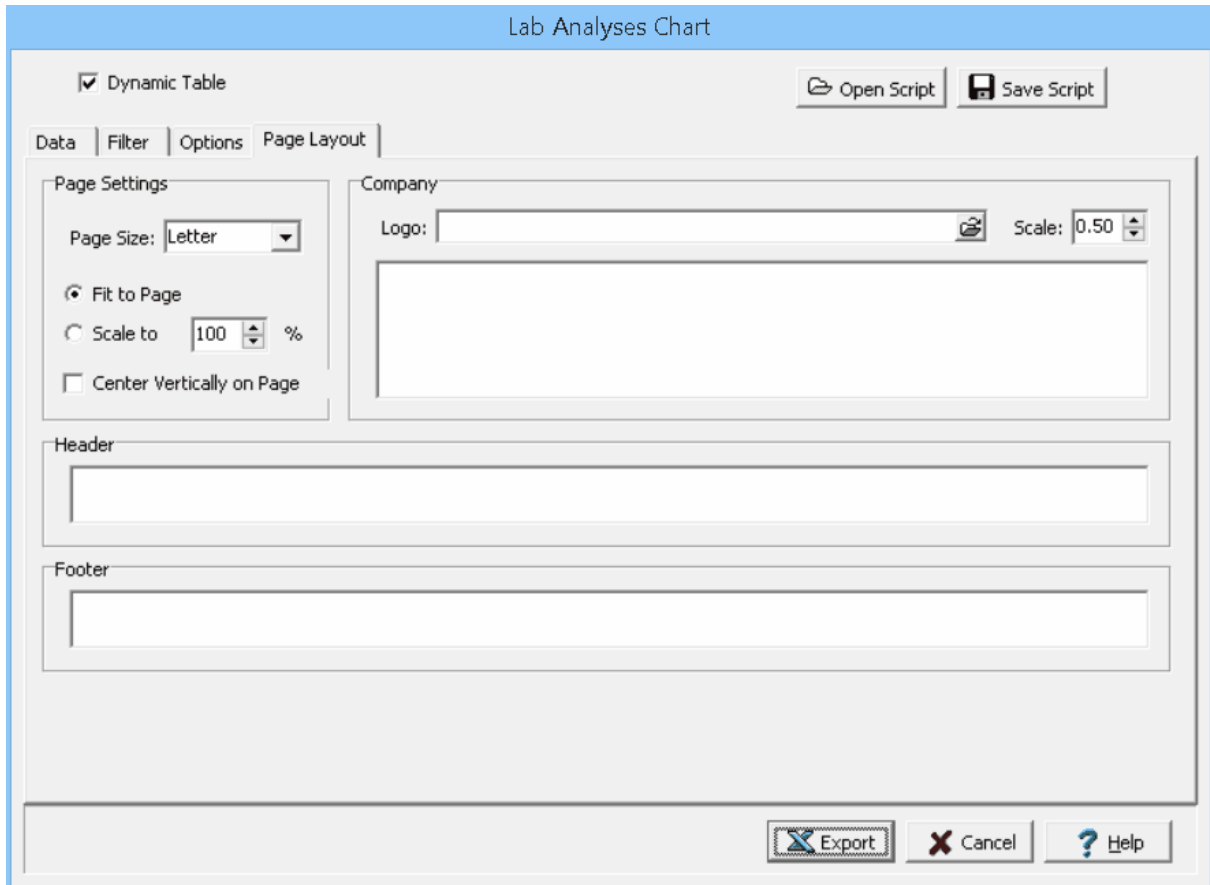 Lab Analyses Chart
Dynamic Table
Open Script
Save Script
Data
Filter
Options
Page Layout
Page Settings
Page Size: Letter
Fit to Page
Scale to 100 %
Center Vertically on Page
Company
Logo:
Scale: 0.50
Header
Footer
Export
Cancel
Help